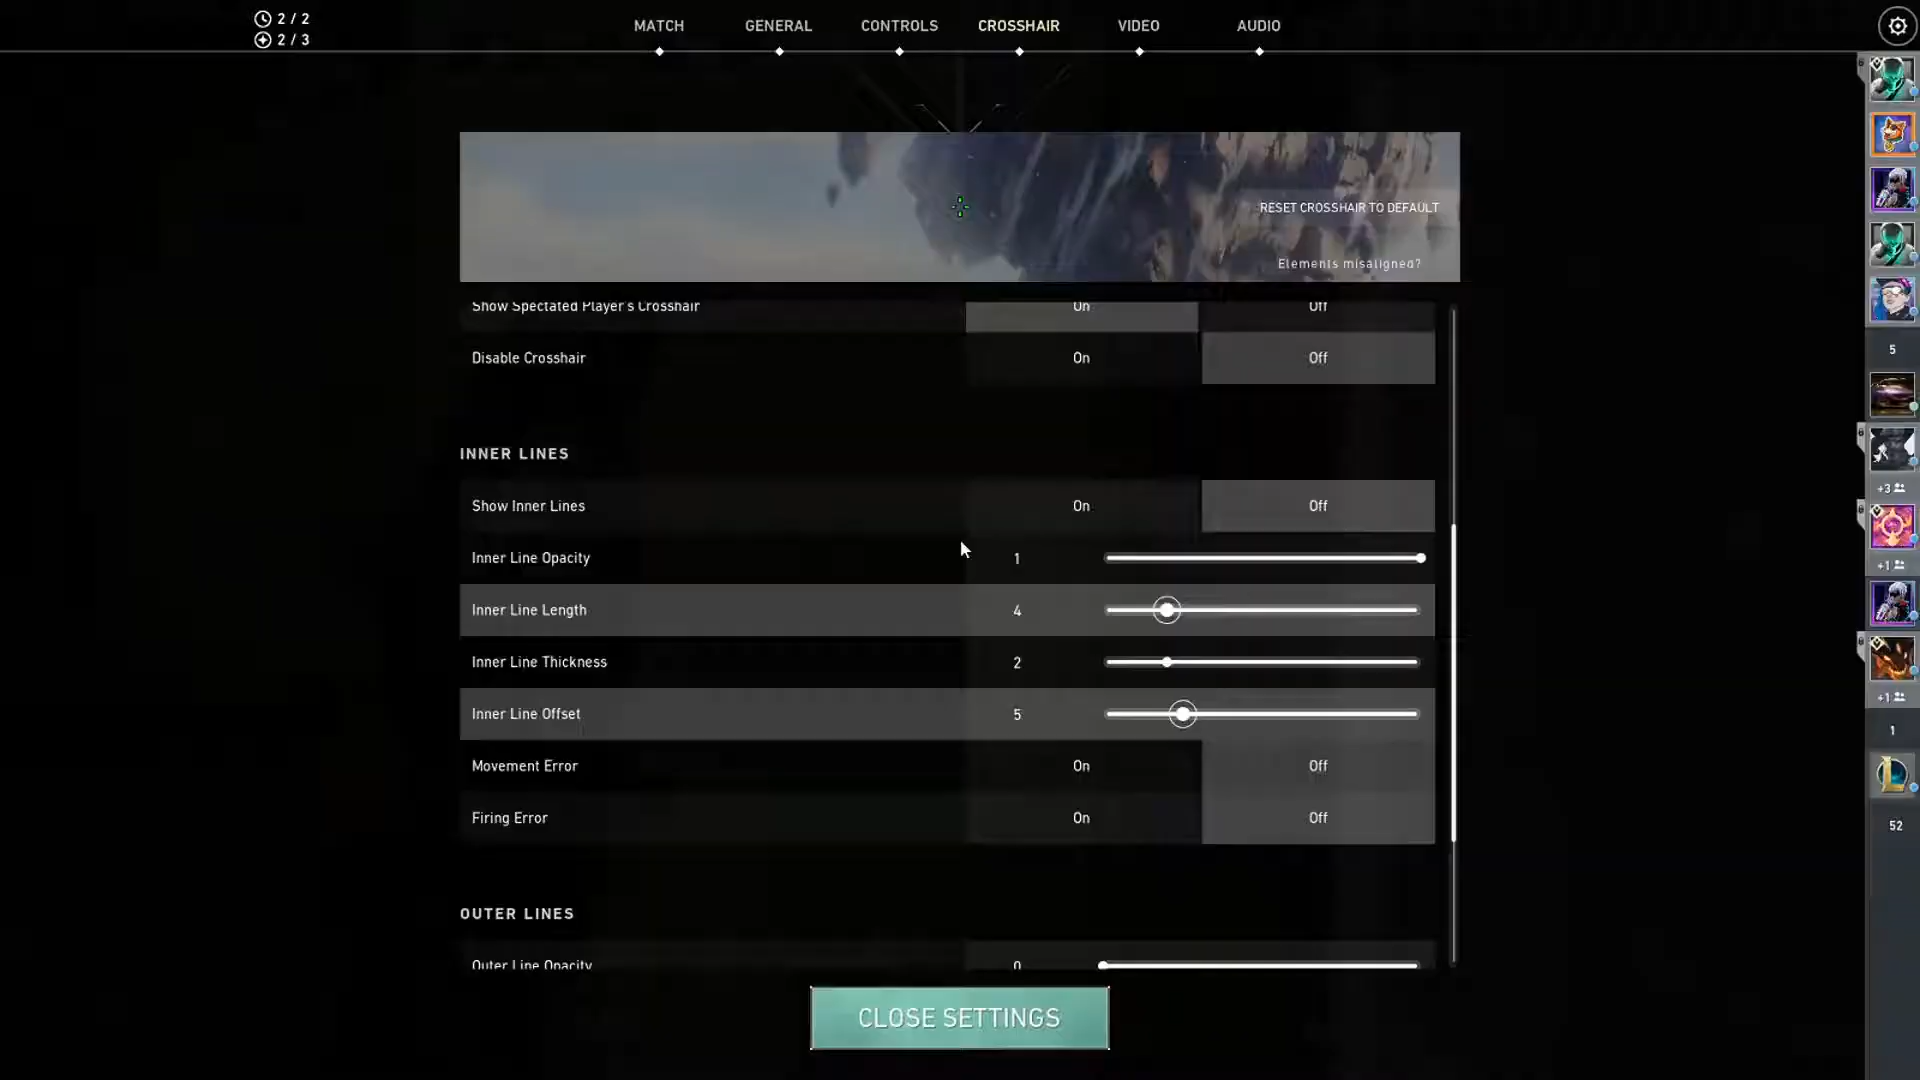 2 / 2
2 / 3
MATCH GENERAL CONTROLS CROSSHAIR VIDEO AUDIO
RESET CROSSHAIR TO DEFAULT
Elements misaligned?
Show Spectated Player's Crosshair On Off
Disable Crosshair On Off
INNER LINES
Show Inner Lines On Off
Inner Line Opacity 1
Inner Line Length 4
Inner Line Thickness 2
Inner Line Offset 5
Movement Error On Off
Firing Error On Off
OUTER LINES
Outer Line Opacity 0
CLOSE SETTINGS
5
+3
+1
+1
1
52